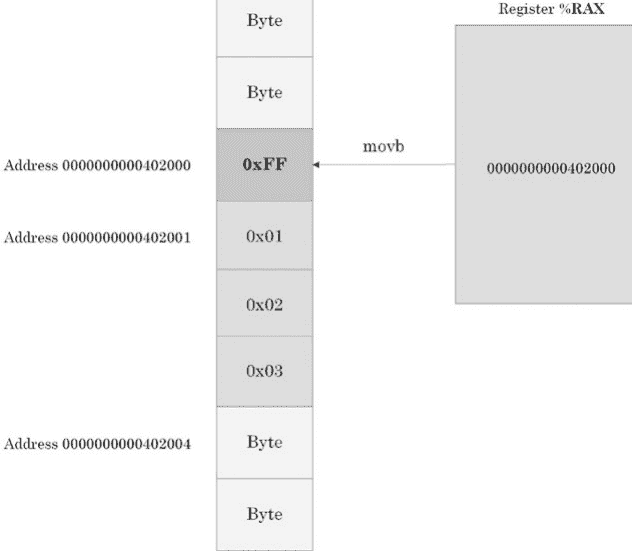 Register %RAX
Byte
Byte
movb
Address 0000000000402000
0xFF
0000000000402000
Address 0000000000402001
0x01
0x02
0x03
Address 0000000000402004
Byte
Byte